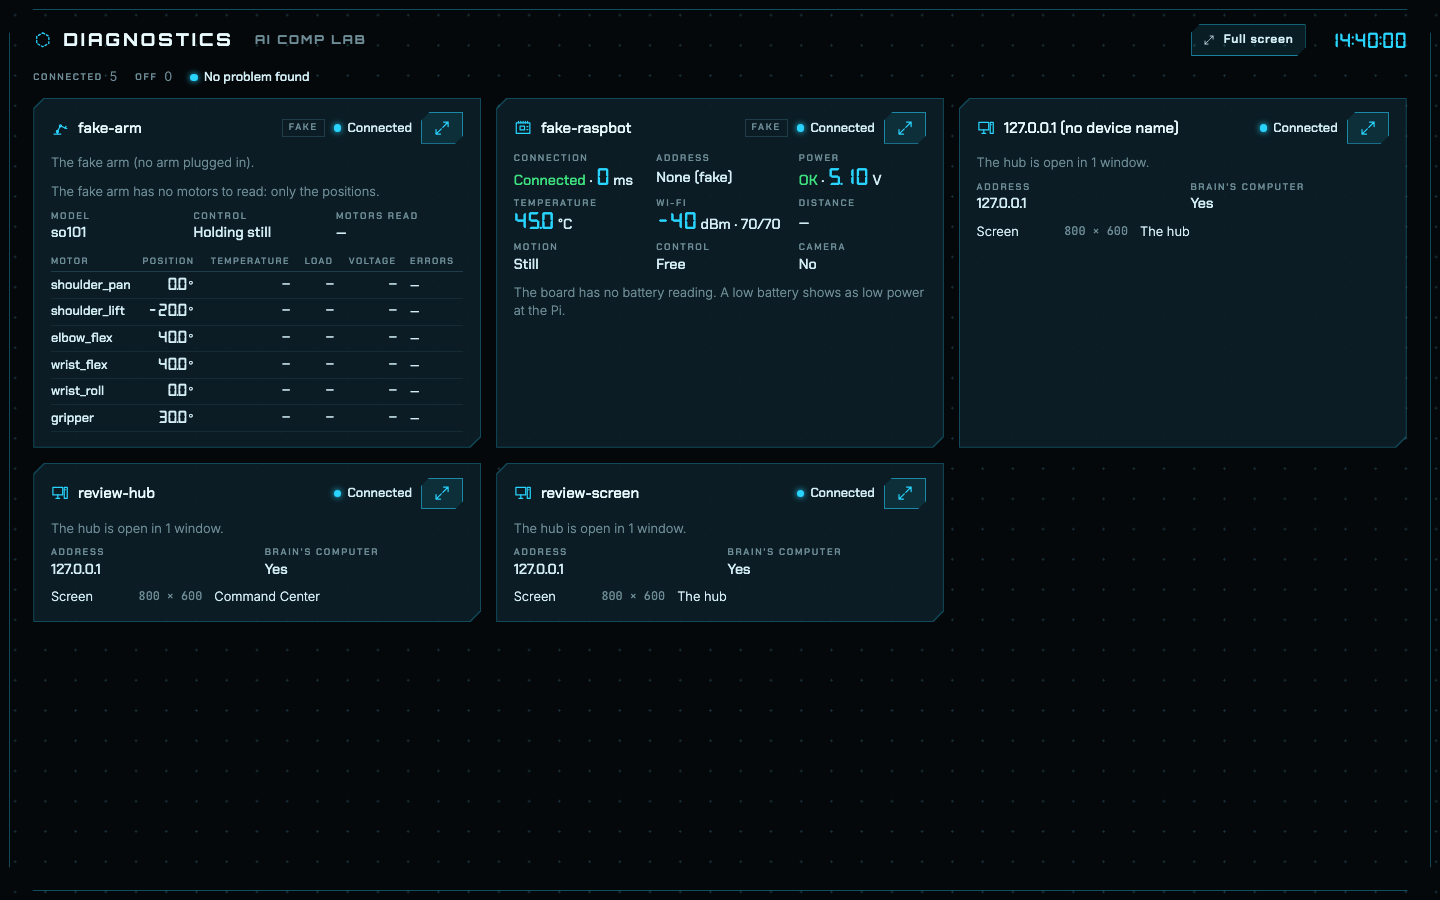 DIAGNOSTICS AI COMP LAB
Full screen
14:40:00
CONNECTED 5 OFF 0 No problem found
fake-arm FAKE Connected
The fake arm (no arm plugged in).
The fake arm has no motors to read: only the positions.
MODEL CONTROL MOTORS READ
so101 Holding still –
MOTOR POSITION TEMPERATURE LOAD VOLTAGE ERRORS
shoulder_pan 0.0° – – – –
shoulder_lift -20.0° – – – –
elbow_flex 40.0° – – – –
wrist_flex 40.0° – – – –
wrist_roll 0.0° – – – –
gripper 30.0° – – – –
fake-raspbot FAKE Connected
CONNECTION ADDRESS POWER
Connected · 0 ms None (fake) OK · 5.10 V
TEMPERATURE WI-FI DISTANCE
45.0 °C -40 dBm · 70/70 –
MOTION CONTROL CAMERA
Still Free No
The board has no battery reading. A low battery shows as low power
at the Pi.
127.0.0.1 (no device name) Connected
The hub is open in 1 window.
ADDRESS BRAIN'S COMPUTER
127.0.0.1 Yes
Screen 800 × 600 The hub
review-hub Connected
The hub is open in 1 window.
ADDRESS BRAIN'S COMPUTER
127.0.0.1 Yes
Screen 800 × 600 Command Center
review-screen Connected
The hub is open in 1 window.
ADDRESS BRAIN'S COMPUTER
127.0.0.1 Yes
Screen 800 × 600 The hub